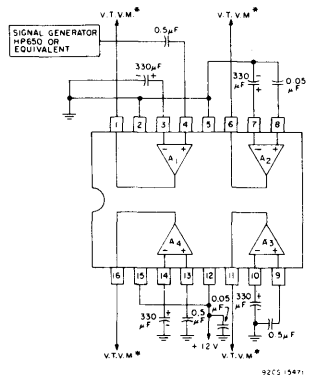 V.T.V.M.*
V.T.V.M.*
SIGNAL GENERATOR
HP650 OR
EQUIVALENT
0.5µF
330µF
- +
330
µF
-
+
0.05
µF
1 2 3 4 5 6 7 8
- +
A1
- +
A2
A4
- +
A3
- +
16 15 14 13 12 11 10 9
330
µF
+
-
0.5
µF
0.05
µF
+ 12 V
330
µF
+
-
0.5µF
V.T.V.M*
V.T.V.M*
92CS 15471